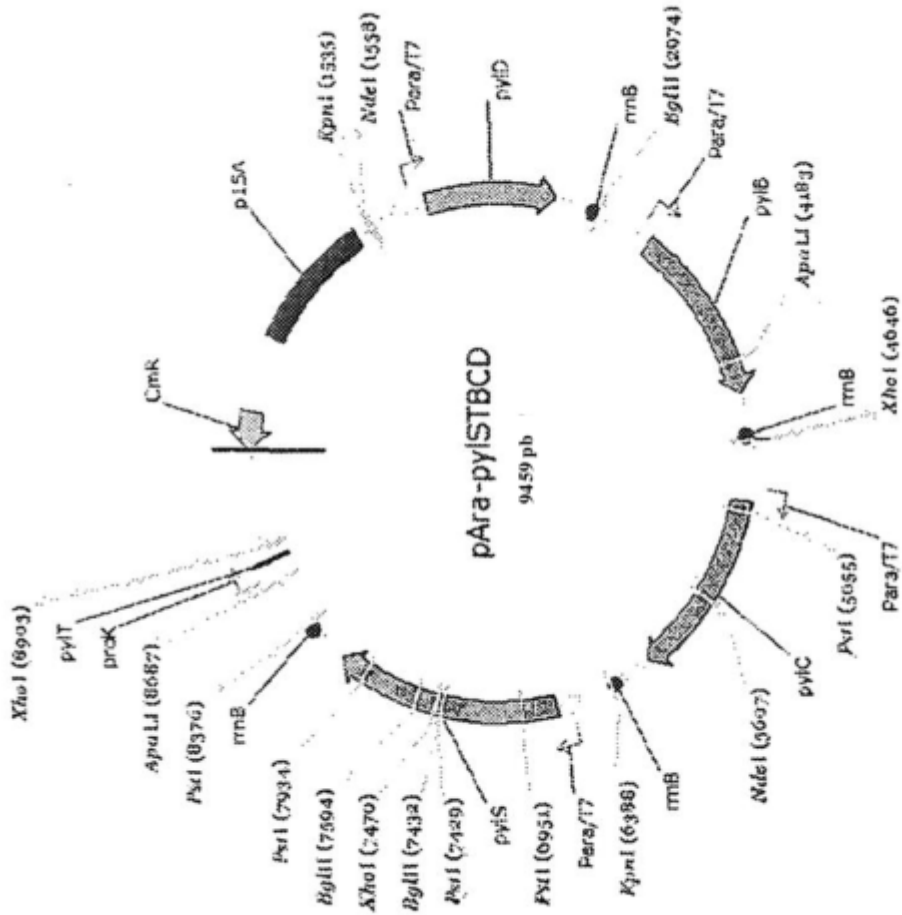 CmR
p15A
KpnI (1535)
NdeI (1558)
Para/T7
pylD
rrnB
BglII (2974)
Para/T7
pylB
ApaLI (4183)
rrnB
XhoI (4646)
Para/T7
PstI (5055)
pylC
NdeI (5607)
rrnB
KpnI (6388)
Para/T7
PstI (6951)
pylS
PstI (7429)
BglII (7432)
XhoI (7470)
BglII (7594)
PstI (7934)
rrnB
PstI (8376)
ApaLI (8687)
proK
pylT
XhoI (8903)
pAra-pylSTBCD
9459 pb